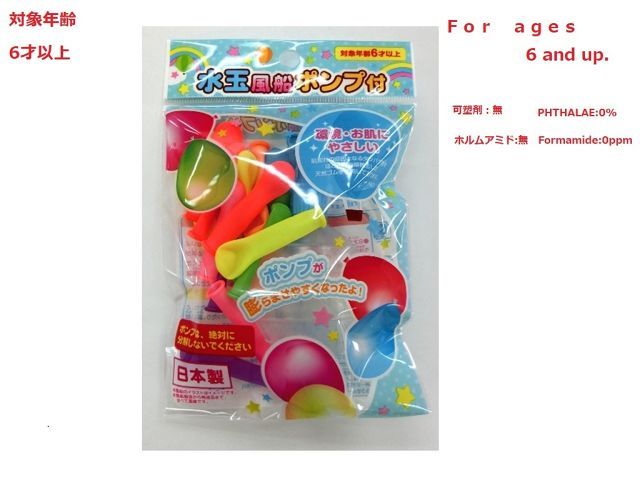 対象年齢
6才以上
For ages
6 and up.
可塑剤：無 PHTHALAE:0%
ホルムアミド:無 Formamide:0ppm
対象年齢6才以上
水玉風船ポンプ付
環境・お肌に
やさしい
ポンプが
膨らませやすくなったよ!
ポンプは、絶対に
分解しないでください
日本製